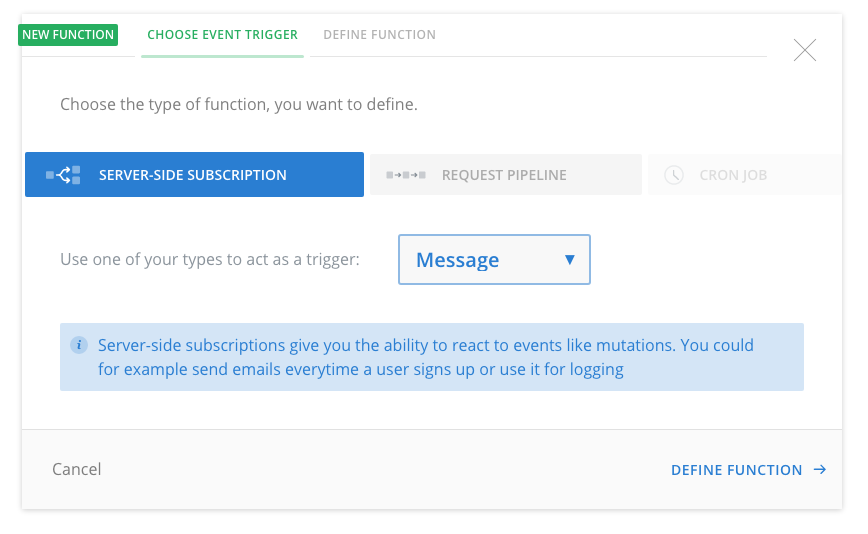 NEW FUNCTION CHOOSE EVENT TRIGGER DEFINE FUNCTION
Choose the type of function, you want to define.
SERVER-SIDE SUBSCRIPTION REQUEST PIPELINE CRON JOB
Use one of your types to act as a trigger: Message
Server-side subscriptions give you the ability to react to events like mutations. You could
for example send emails everytime a user signs up or use it for logging
Cancel DEFINE FUNCTION